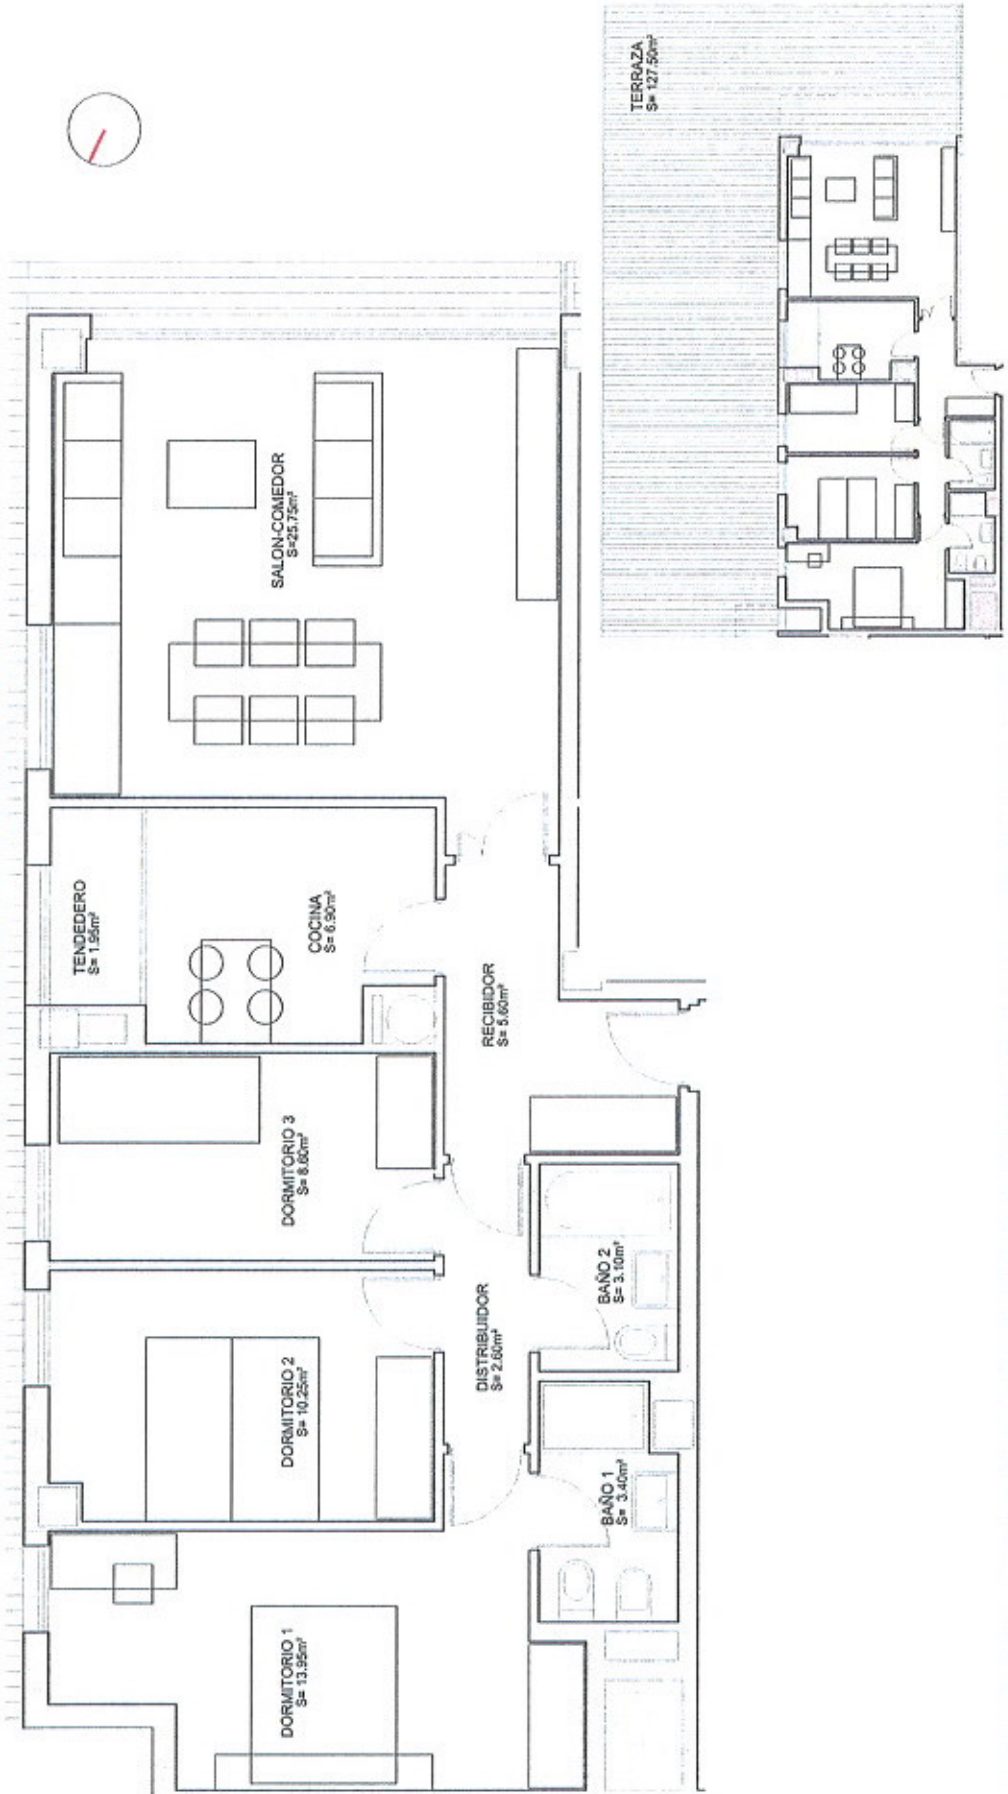 TERRAZA
S= 127.50m²
SALON-COMEDOR
S=25.75m²
TENDEDERO
S= 1.95m²
COCINA
S= 6.90m²
RECIBIDOR
S= 5.60m²
DORMITORIO 3
S= 8.60m²
DORMITORIO 2
S= 10.25m²
DISTRIBUIDOR
S= 2.60m²
BAÑO 2
S= 3.10m²
DORMITORIO 1
S= 13.95m²
BAÑO 1
S= 3.40m²